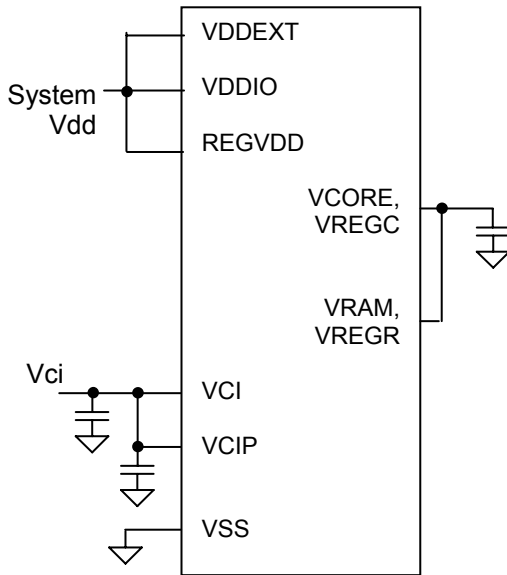 VDDEXT
System
Vdd
VDDIO
REGVDD
VCORE,
VREGC
VRAM,
VREGR
Vci
VCI
VCIP
VSS